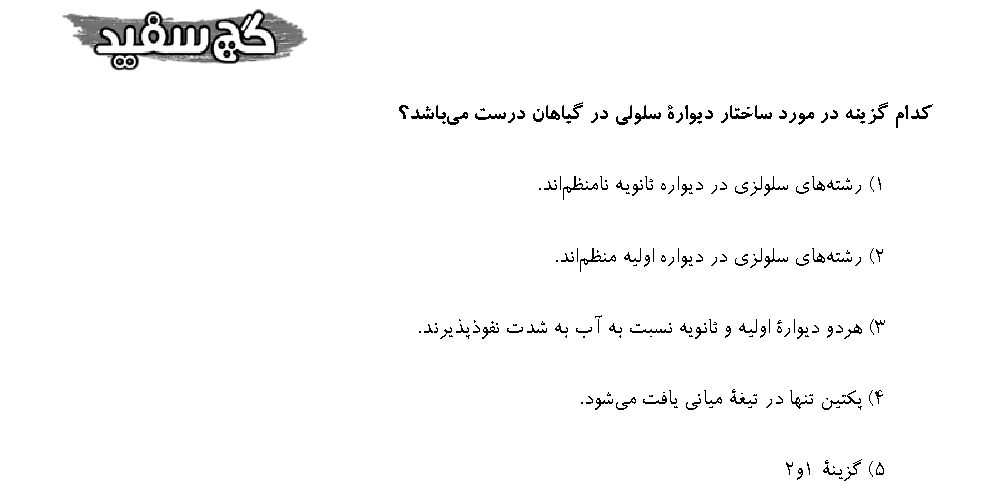 گچ سفید
کدام گزینه در مورد ساختار دیوارهٔ سلولی در گیاهان درست می‌باشد؟
۱) رشته‌های سلولزی در دیواره ثانویه نامنظم‌اند.
۲) رشته‌های سلولزی در دیواره اولیه منظم‌اند.
۳) هردو دیوارهٔ اولیه و ثانویه نسبت به آب به شدت نفوذپذیرند.
۴) پکتین تنها در تیغهٔ میانی یافت می‌شود.
۵) گزینهٔ ۱و۲